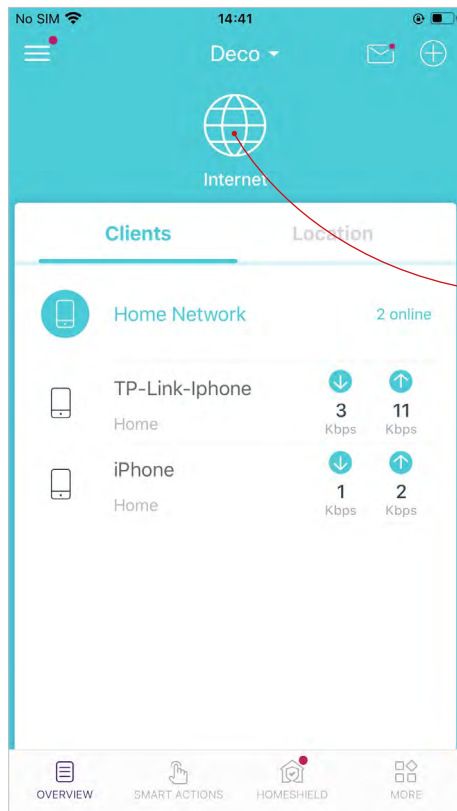 No SIM 14:41
Deco
Internet
Clients Location
Home Network 2 online
TP-Link-Iphone
3 11
Home Kbps Kbps
iPhone
1 2
Home Kbps Kbps
OVERVIEW SMART ACTIONS HOMESHIELD MORE